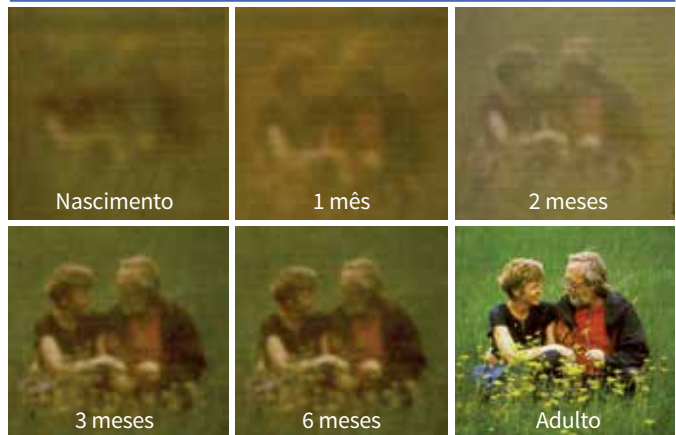 Nascimento
1 mês
2 meses
3 meses
6 meses
Adulto